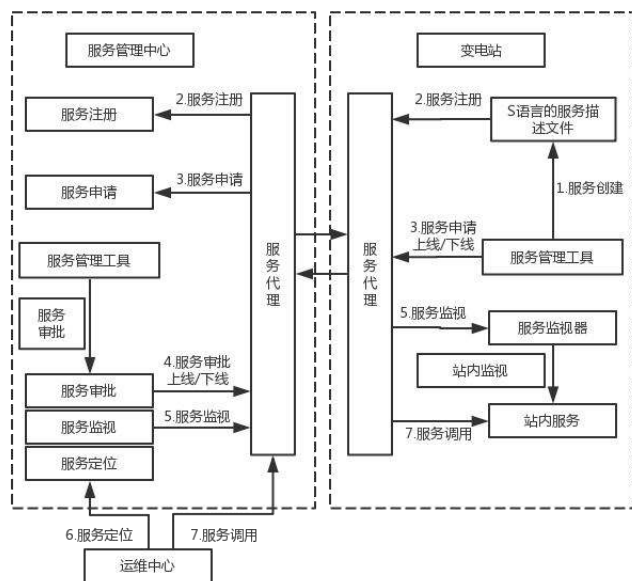 服务管理中心
变电站
2.服务注册
服务注册
2.服务注册
S语言的服务描
述文件
3.服务申请
服务申请
1.服务创建
服务管理工具
服务代理
服务代理
3.服务申请
上线/下线
服务管理工具
服务
审批
5.服务监视
服务监视器
4.服务审批
上线/下线
服务审批
站内监视
5.服务监视
服务监视
站内服务
7.服务调用
服务定位
6.服务定位
7.服务调用
运维中心